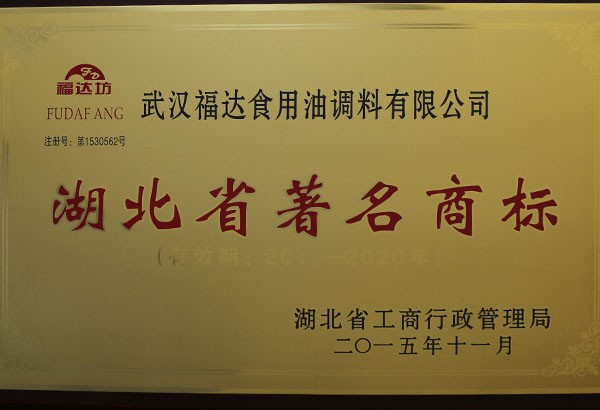 福达坊
FUDAF ANG
注册号：第1530562号
武汉福达食用油调料有限公司
湖北省著名商标
效期：20 —2020年）
湖北省工商行政管理局
二〇一五年十一月